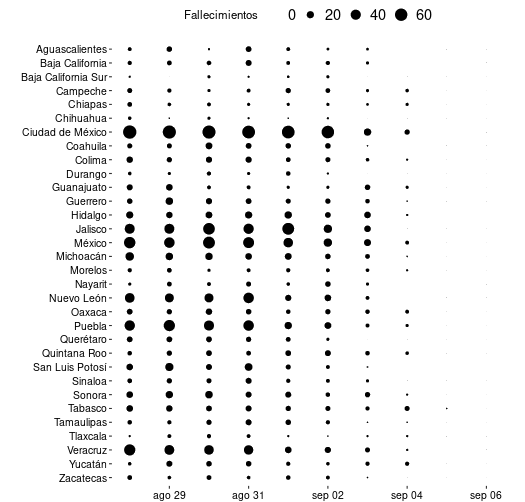 Fallecimientos 0 20 40 60
Aguascalientes
Baja California
Baja California Sur
Campeche
Chiapas
Chihuahua
Ciudad de México
Coahuila
Colima
Durango
Guanajuato
Guerrero
Hidalgo
Jalisco
México
Michoacán
Morelos
Nayarit
Nuevo León
Oaxaca
Puebla
Querétaro
Quintana Roo
San Luis Potosí
Sinaloa
Sonora
Tabasco
Tamaulipas
Tlaxcala
Veracruz
Yucatán
Zacatecas
ago 29 ago 31 sep 02 sep 04 sep 06